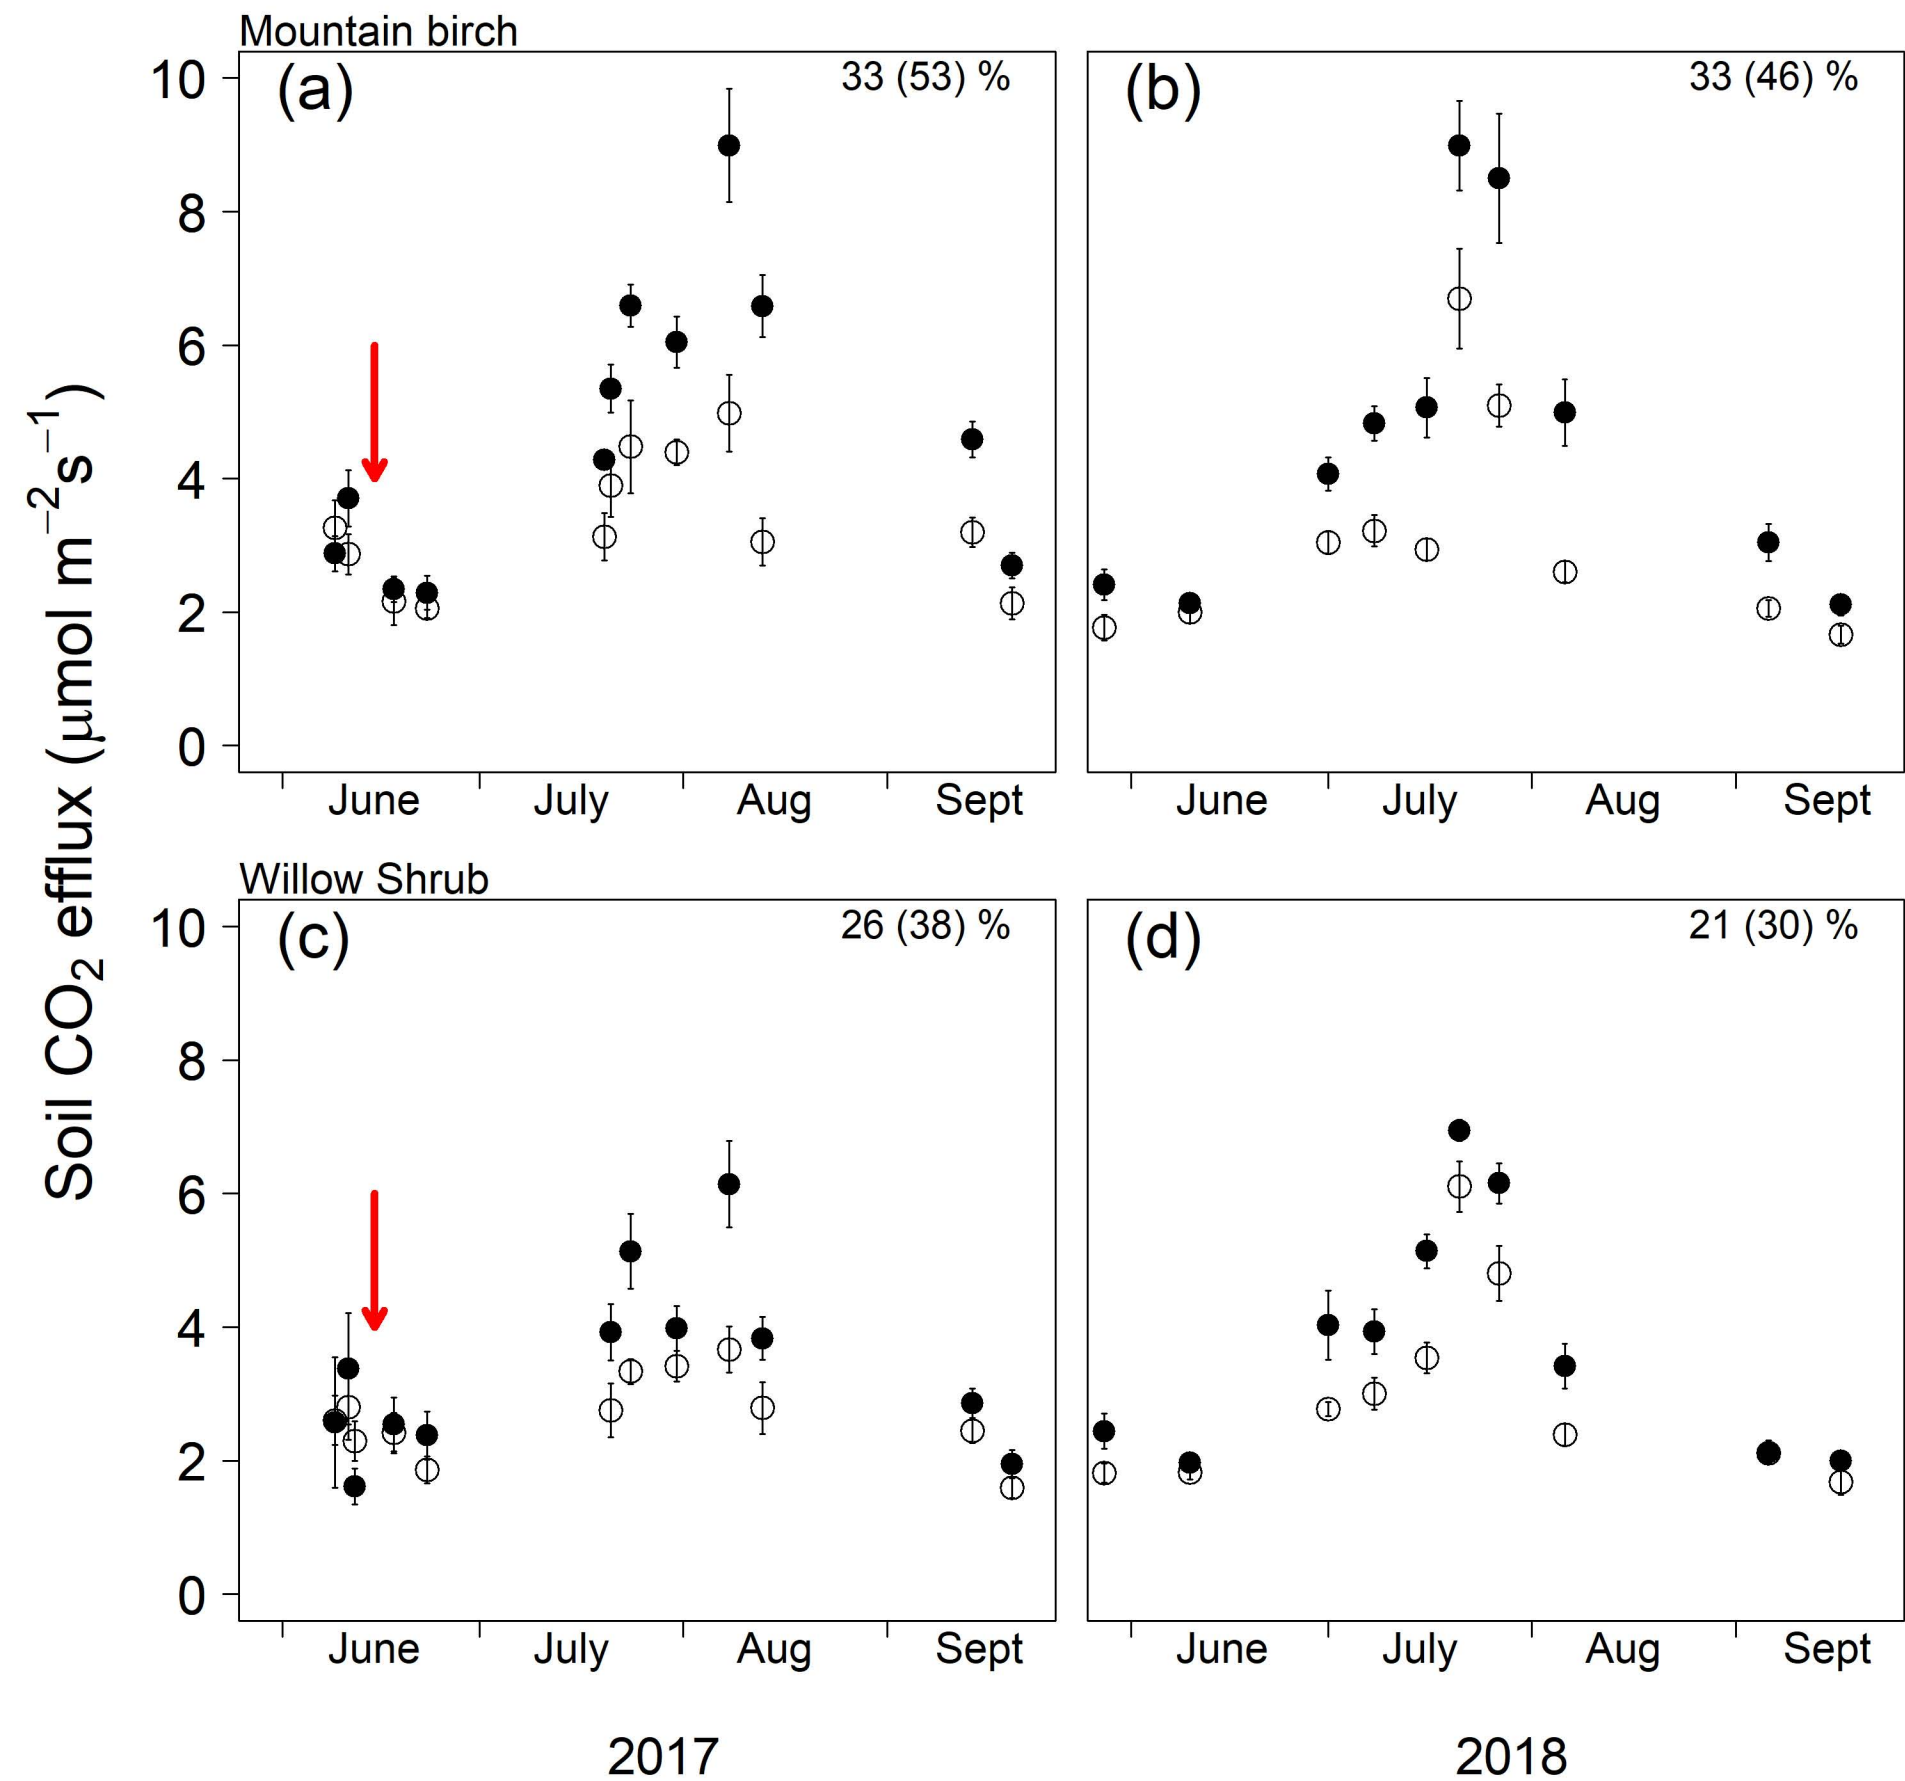 Mountain birch
(a)
33 (53) %
(b)
33 (46) %
10
8
6
4
2
0
June July Aug Sept
June July Aug Sept
Soil CO₂ efflux (μmol m⁻²s⁻¹)
Willow Shrub
(c)
26 (38) %
(d)
21 (30) %
10
8
6
4
2
0
June July Aug Sept
June July Aug Sept
2017
2018